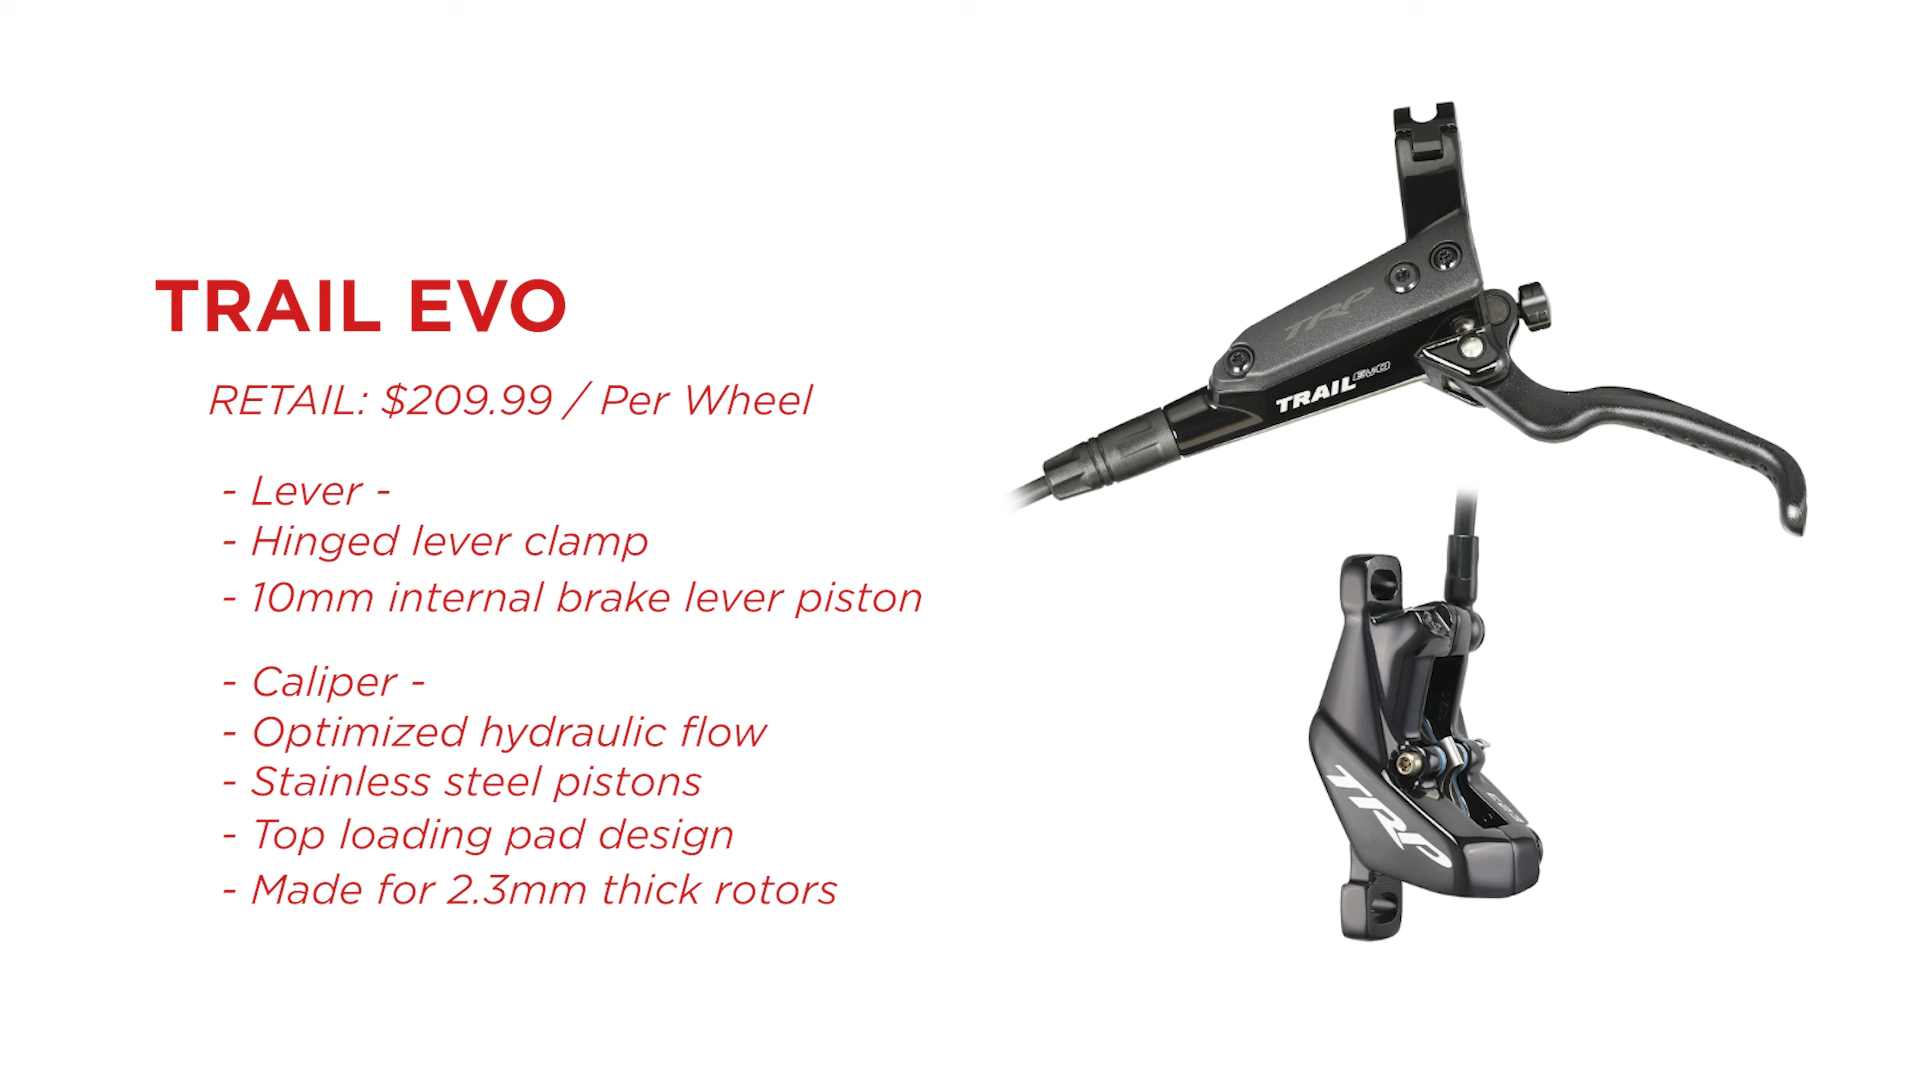 TRAIL EVO
RETAIL: $209.99 / Per Wheel
- Lever -
- Hinged lever clamp
- 10mm internal brake lever piston
- Caliper -
- Optimized hydraulic flow
- Stainless steel pistons
- Top loading pad design
- Made for 2.3mm thick rotors
TRP
TRAIL EVO
TRP